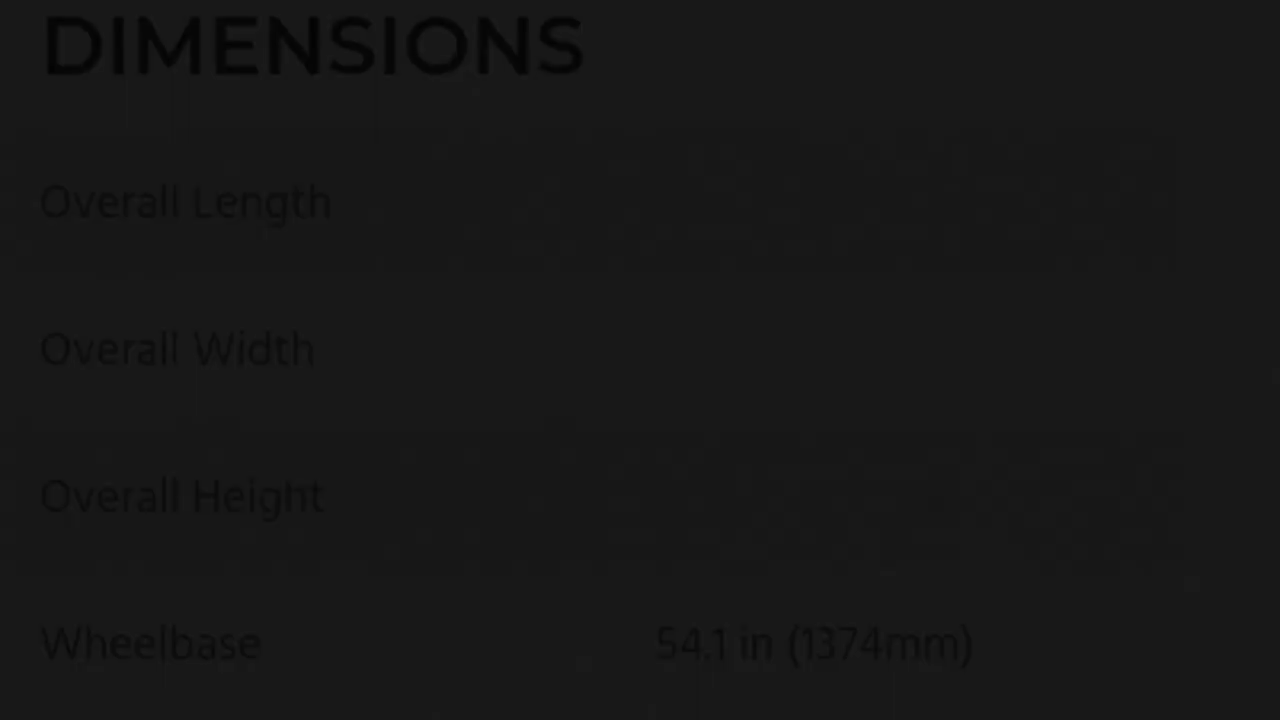 DIMENSIONS
Overall Length
Overall Width
Overall Height
Wheelbase 54.1 in (1374mm)